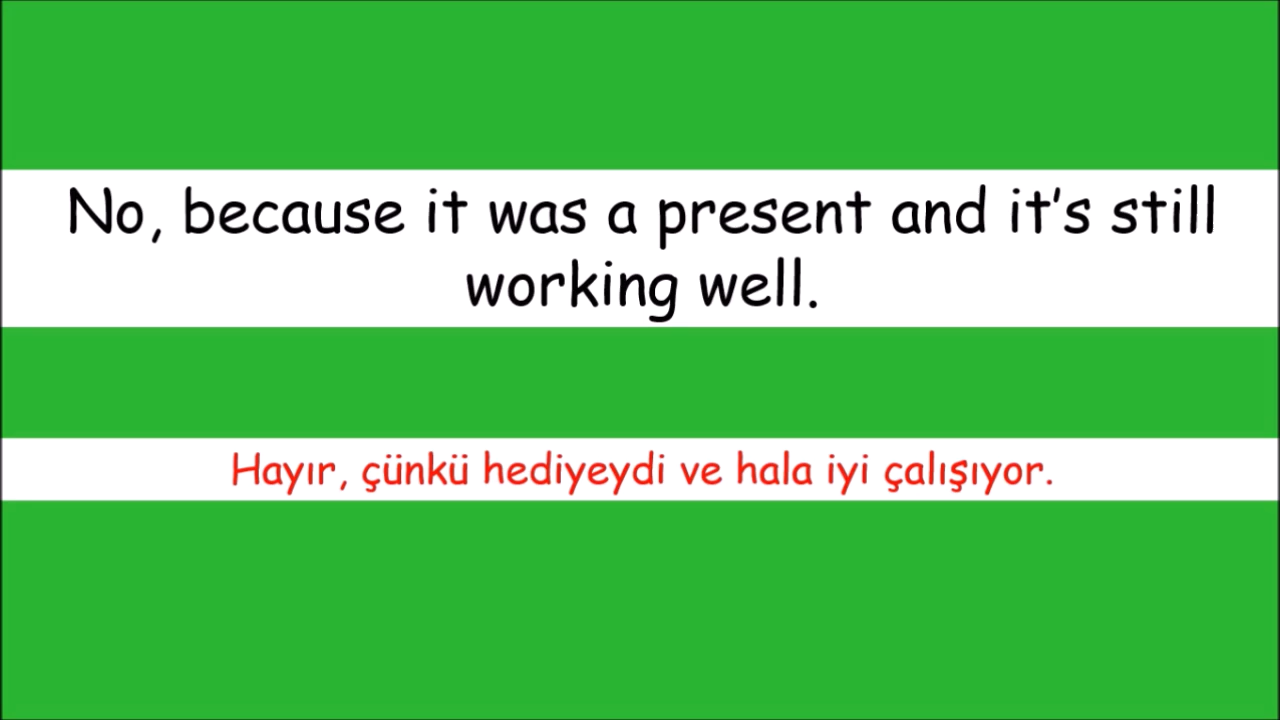 No, because it was a present and it’s still
working well.
Hayır, çünkü hediyeydi ve hala iyi çalışıyor.